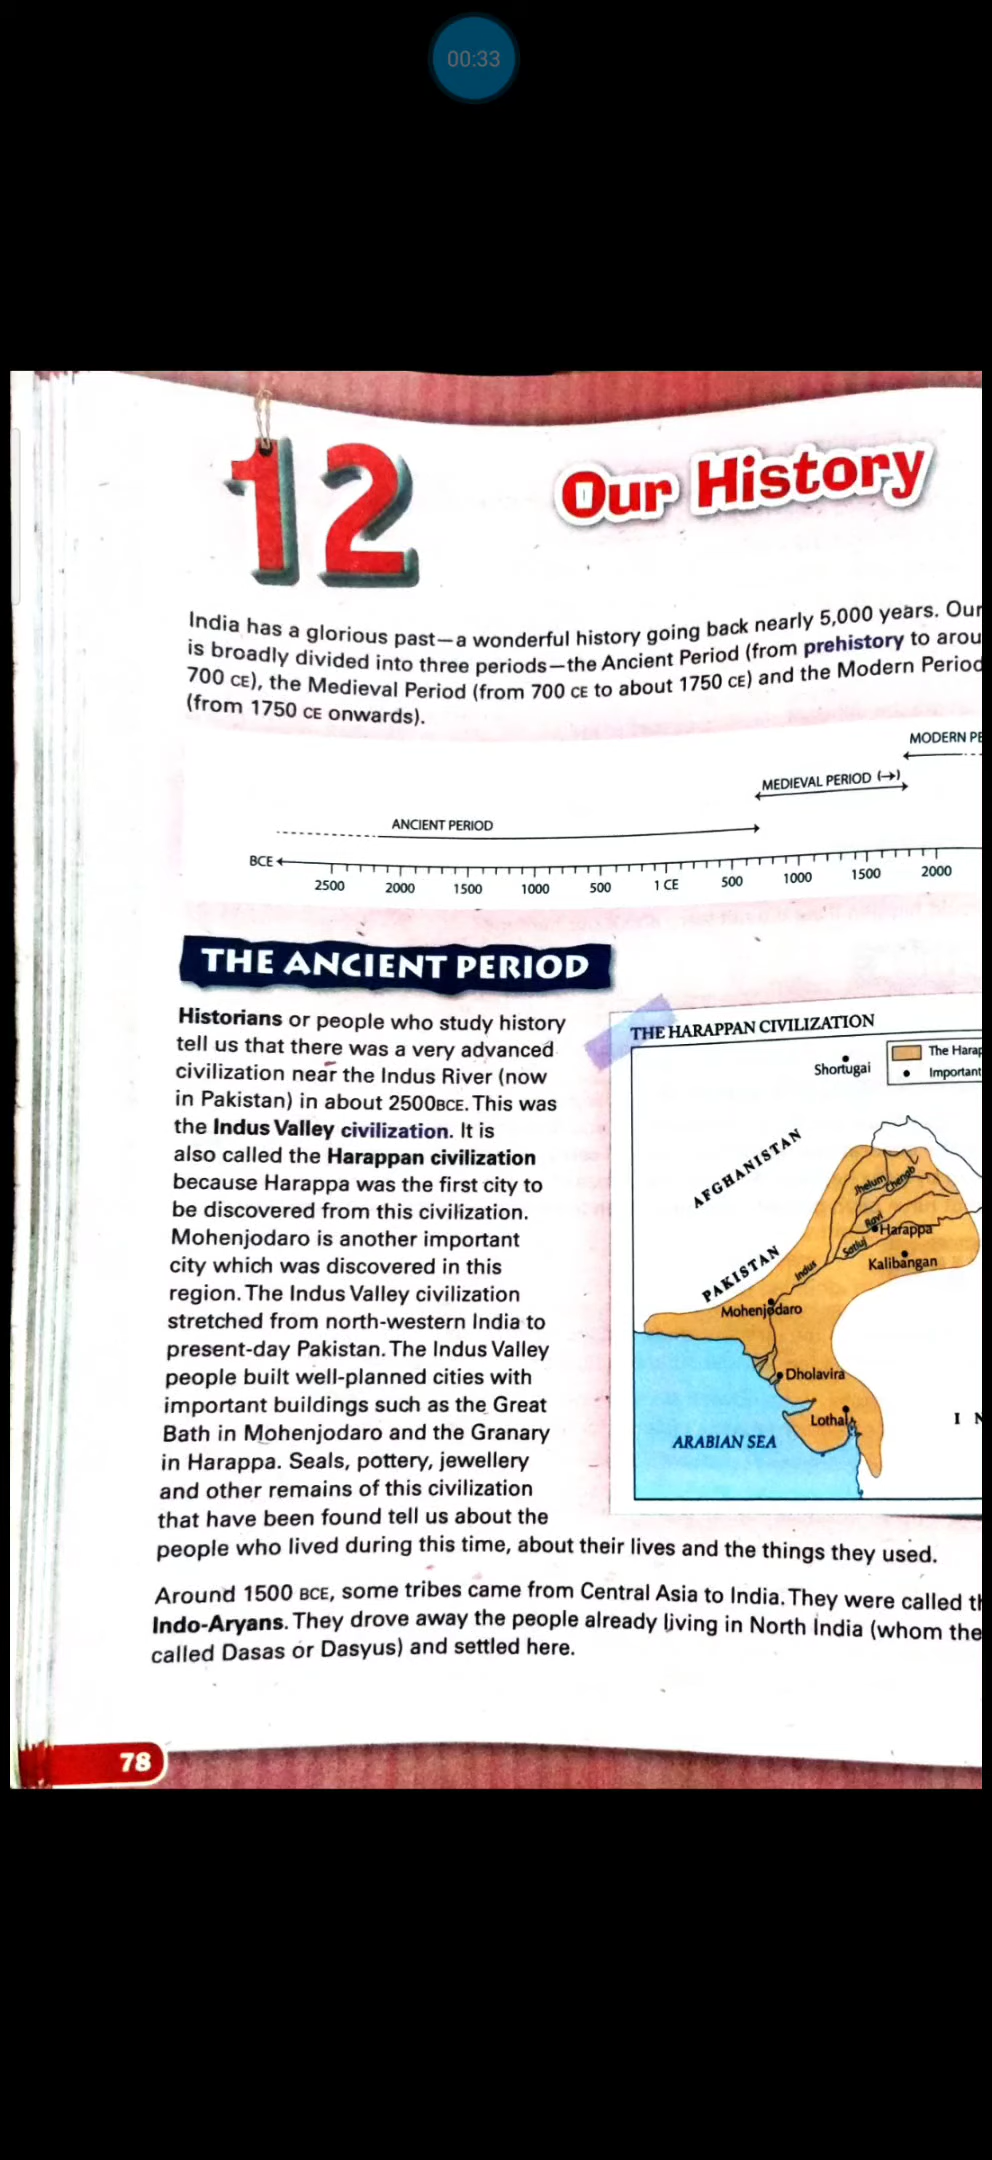 00:33
12
Our History
India has a glorious past—a wonderful history going back nearly 5,000 years. Our
is broadly divided into three periods—the Ancient Period (from prehistory to arou
700 CE), the Medieval Period (from 700 CE to about 1750 CE) and the Modern Period
(from 1750 CE onwards).
MODERN PE
MEDIEVAL PERIOD (→)
ANCIENT PERIOD
BCE
2500 2000 1500 1000 500 1 CE 500 1000 1500 2000
THE ANCIENT PERIOD
Historians or people who study history
tell us that there was a very advanced
civilization near the Indus River (now
in Pakistan) in about 2500BCE. This was
the Indus Valley civilization. It is
also called the Harappan civilization
because Harappa was the first city to
be discovered from this civilization.
Mohenjodaro is another important
city which was discovered in this
region. The Indus Valley civilization
stretched from north-western India to
present-day Pakistan. The Indus Valley
people built well-planned cities with
important buildings such as the Great
Bath in Mohenjodaro and the Granary
in Harappa. Seals, pottery, jewellery
and other remains of this civilization
that have been found tell us about the
people who lived during this time, about their lives and the things they used.
THE HARAPPAN CIVILIZATION
The Harap
Important
Shortugai
AFGHANISTAN
Jhelum
Chenab
Ravi
Harappa
Satluj
Kalibangan
PAKISTAN
Indus
Mohenjodaro
Dholavira
Lothal
I N
ARABIAN SEA
Around 1500 BCE, some tribes came from Central Asia to India. They were called th
Indo-Aryans. They drove away the people already living in North India (whom the
called Dasas or Dasyus) and settled here.
78